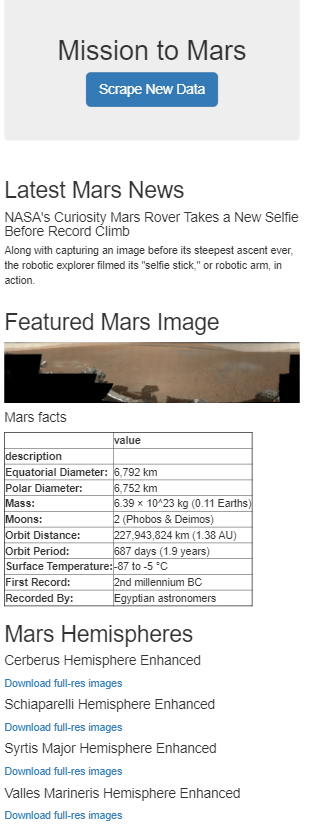 Mission to Mars
Scrape New Data
Latest Mars News
NASA's Curiosity Mars Rover Takes a New Selfie
Before Record Climb
Along with capturing an image before its steepest ascent ever,
the robotic explorer filmed its "selfie stick," or robotic arm, in
action.
Featured Mars Image
Mars facts
value
description
Equatorial Diameter: 6,792 km
Polar Diameter: 6,752 km
Mass: 6.39 × 10^23 kg (0.11 Earths)
Moons: 2 (Phobos & Deimos)
Orbit Distance: 227,943,824 km (1.38 AU)
Orbit Period: 687 days (1.9 years)
Surface Temperature: -87 to -5 °C
First Record: 2nd millennium BC
Recorded By: Egyptian astronomers
Mars Hemispheres
Cerberus Hemisphere Enhanced
Download full-res images
Schiaparelli Hemisphere Enhanced
Download full-res images
Syrtis Major Hemisphere Enhanced
Download full-res images
Valles Marineris Hemisphere Enhanced
Download full-res images